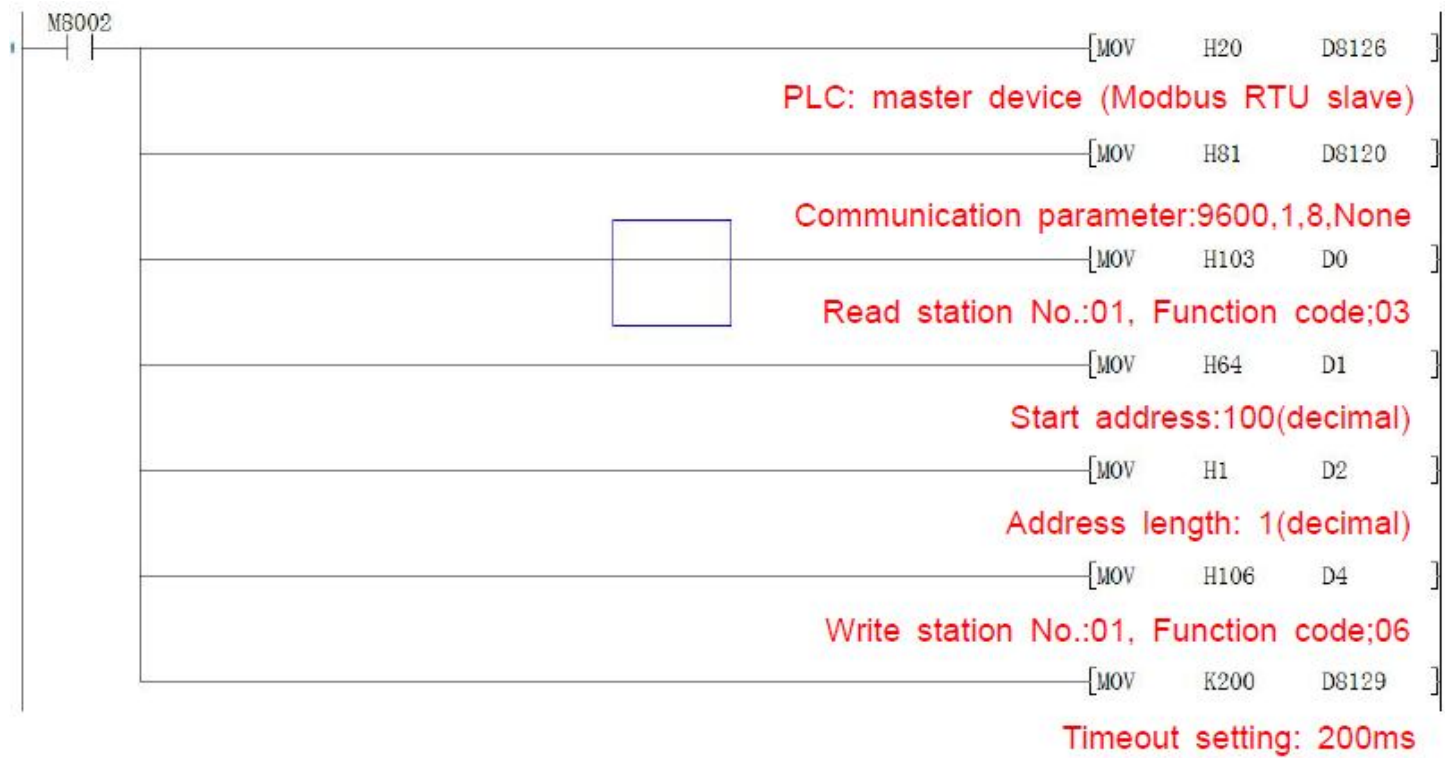 M8002
[MOV H20 D8126 ]
PLC: master device (Modbus RTU slave)
[MOV H81 D8120 ]
Communication parameter:9600,1,8,None
[MOV H103 D0 ]
Read station No.:01, Function code;03
[MOV H64 D1 ]
Start address:100(decimal)
[MOV H1 D2 ]
Address length: 1(decimal)
[MOV H106 D4 ]
Write station No.:01, Function code;06
[MOV K200 D8129 ]
Timeout setting: 200ms